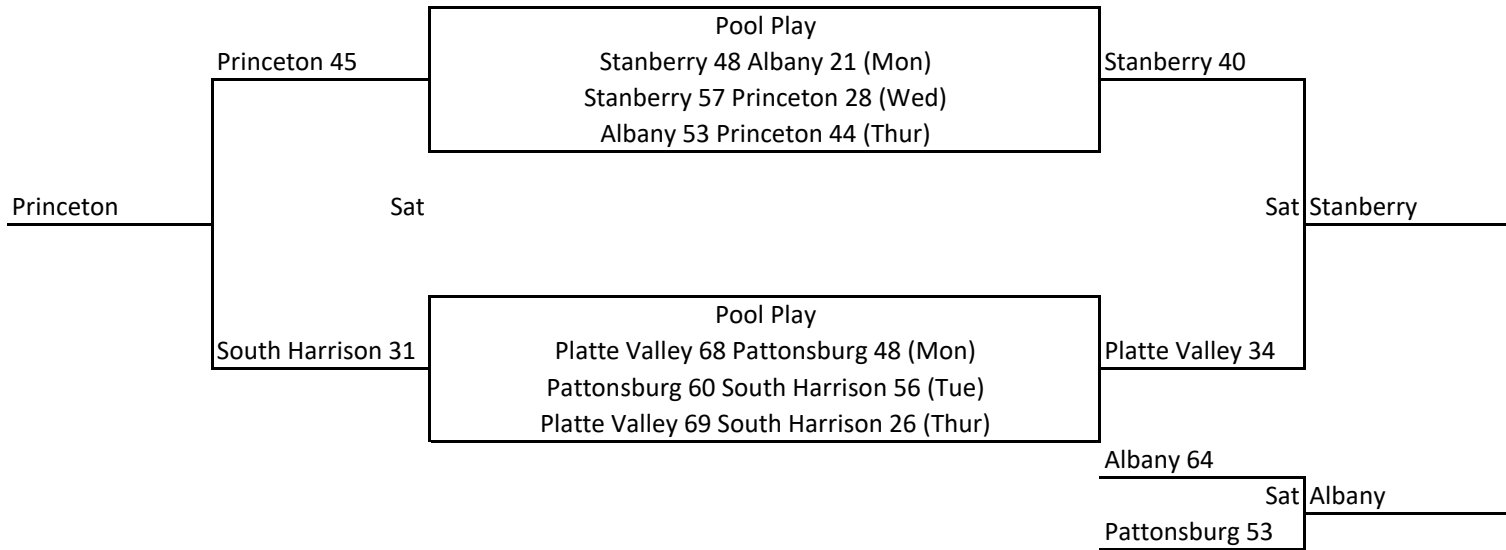 Pool Play
Princeton 45
Stanberry 48 Albany 21 (Mon)
Stanberry 40
Stanberry 57 Princeton 28 (Wed)
Albany 53 Princeton 44 (Thur)
Princeton
Sat
Sat
Stanberry
Pool Play
South Harrison 31
Platte Valley 68 Pattonsburg 48 (Mon)
Platte Valley 34
Pattonsburg 60 South Harrison 56 (Tue)
Platte Valley 69 South Harrison 26 (Thur)
Albany 64
Sat
Albany
Pattonsburg 53